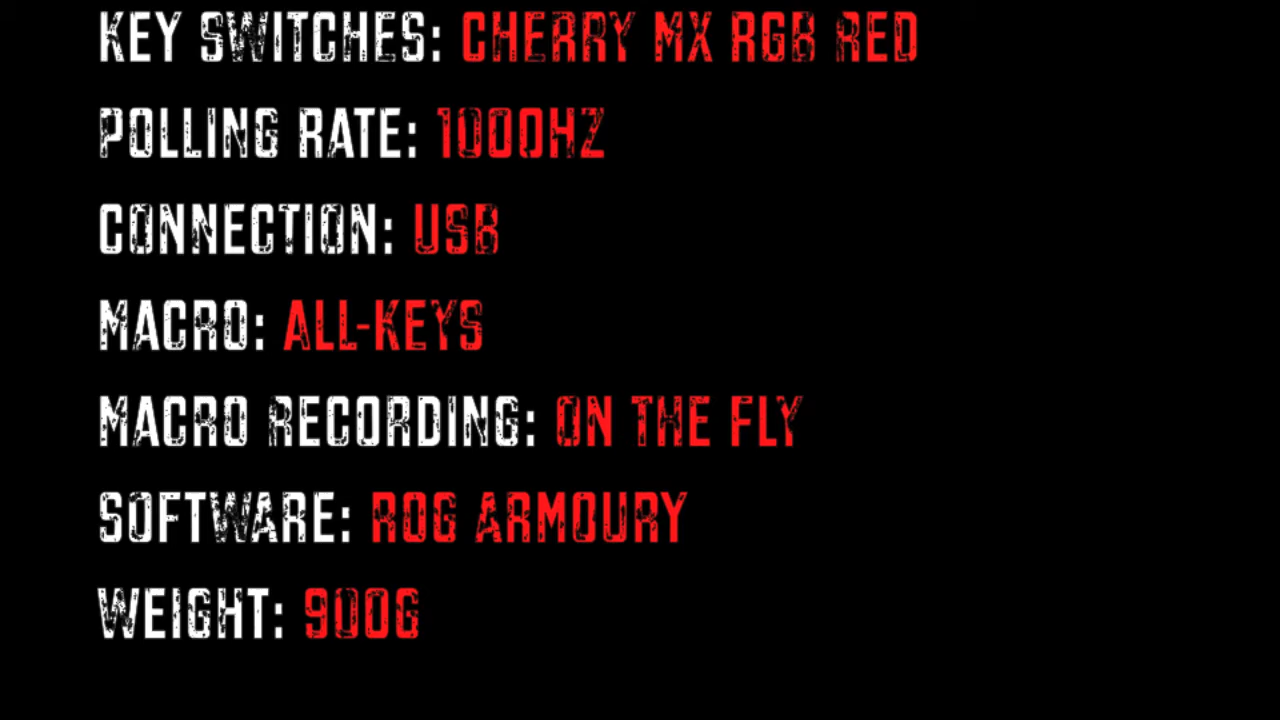 KEY SWITCHES: CHERRY MX RGB RED
POLLING RATE: 1000HZ
CONNECTION: USB
MACRO: ALL-KEYS
MACRO RECORDING: ON THE FLY
SOFTWARE: ROG ARMOURY
WEIGHT: 900G